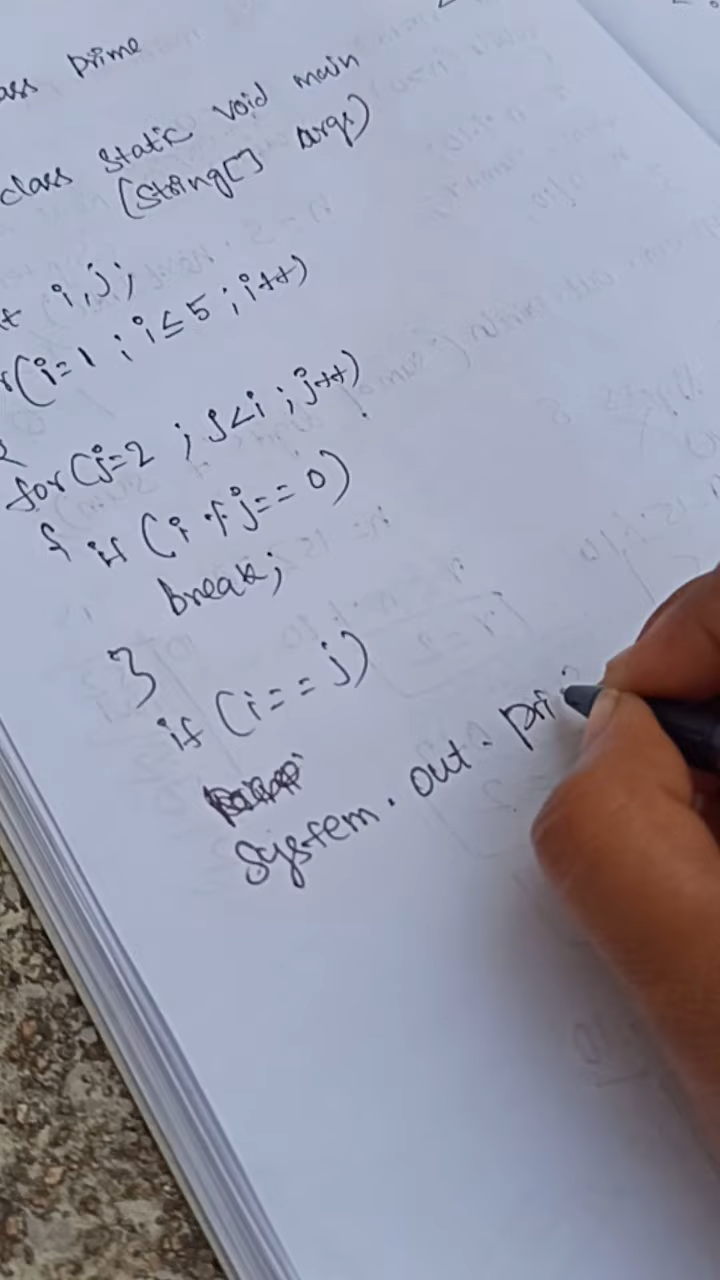 ass Prime
class static void main
(String[] args)
t i,j;
r(i=1 ; i≤5 ; i++)
{
for(j=2 ; j<i ; j++)
{ if (i % j == 0)
break;
}
if (i == j)
System. out. pri